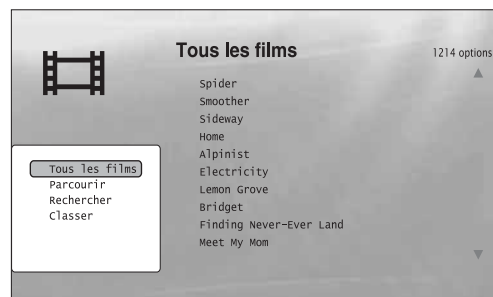 Tous les films
1214 options
Spider
Smoother
Sideway
Home
Alpinist
Electricity
Lemon Grove
Bridget
Finding Never-Ever Land
Meet My Mom
Tous les films
Parcourir
Rechercher
Classer